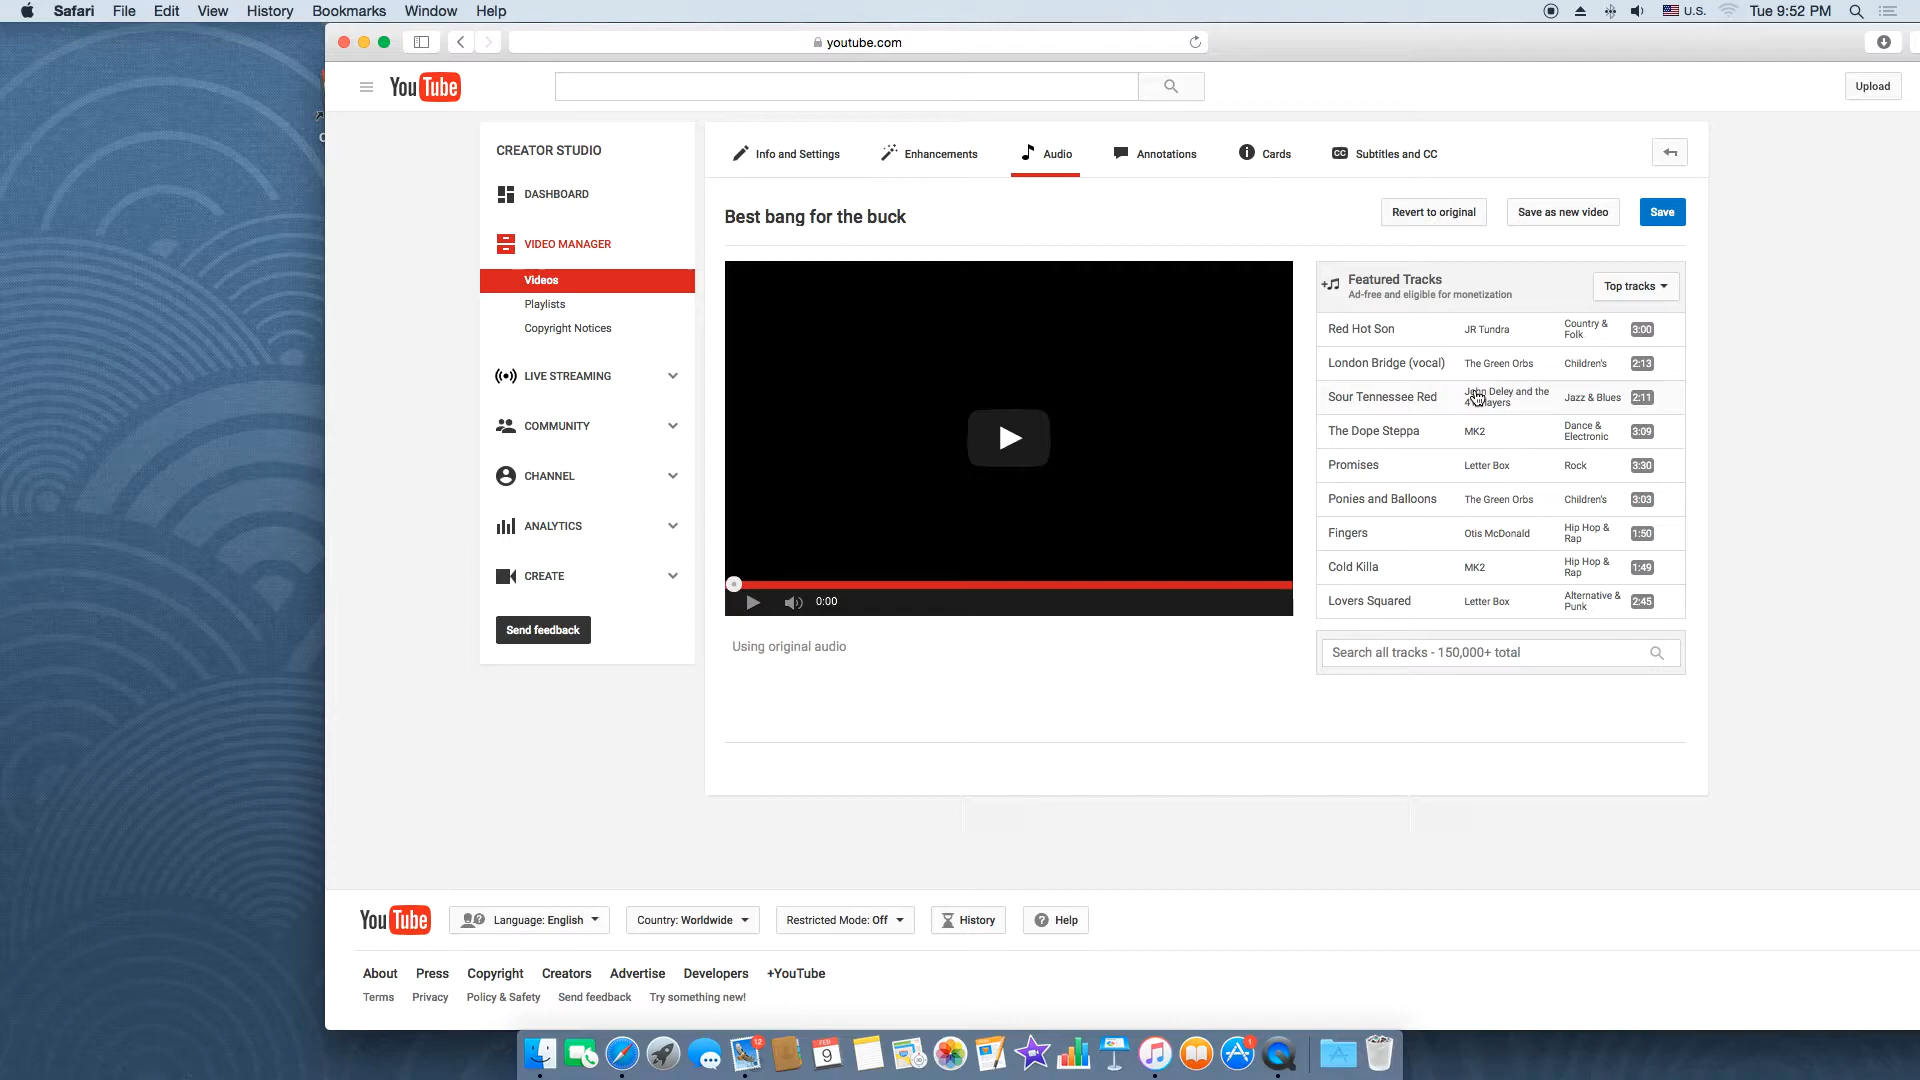 Safari File Edit View History Bookmarks Window Help
U.S. Tue 9:52 PM
youtube.com
YouTube
Upload
CREATOR STUDIO
DASHBOARD
VIDEO MANAGER
Videos
Playlists
Copyright Notices
LIVE STREAMING
COMMUNITY
CHANNEL
ANALYTICS
CREATE
Send feedback
Info and Settings Enhancements Audio Annotations Cards CC Subtitles and CC
Best bang for the buck
Revert to original Save as new video Save
0:00
Using original audio
Featured Tracks
Ad-free and eligible for monetization
Top tracks
Red Hot Son JR Tundra Country & Folk 3:00
London Bridge (vocal) The Green Orbs Children's 2:13
Sour Tennessee Red John Deley and the 2:11 Jazz & Blues
The Dope Steppa MK2 Dance & Electronic 3:09
Promises Letter Box Rock 3:30
Ponies and Balloons The Green Orbs Children's 3:03
Fingers Otis McDonald Hip Hop & Rap 1:50
Cold Killa MK2 Hip Hop & Rap 1:49
Lovers Squared Letter Box Alternative & Punk 2:45
Search all tracks - 150,000+ total
YouTube Language: English Country: Worldwide Restricted Mode: Off History Help
About Press Copyright Creators Advertise Developers +YouTube
Terms Privacy Policy & Safety Send feedback Try something new!
12
FEB
9
1